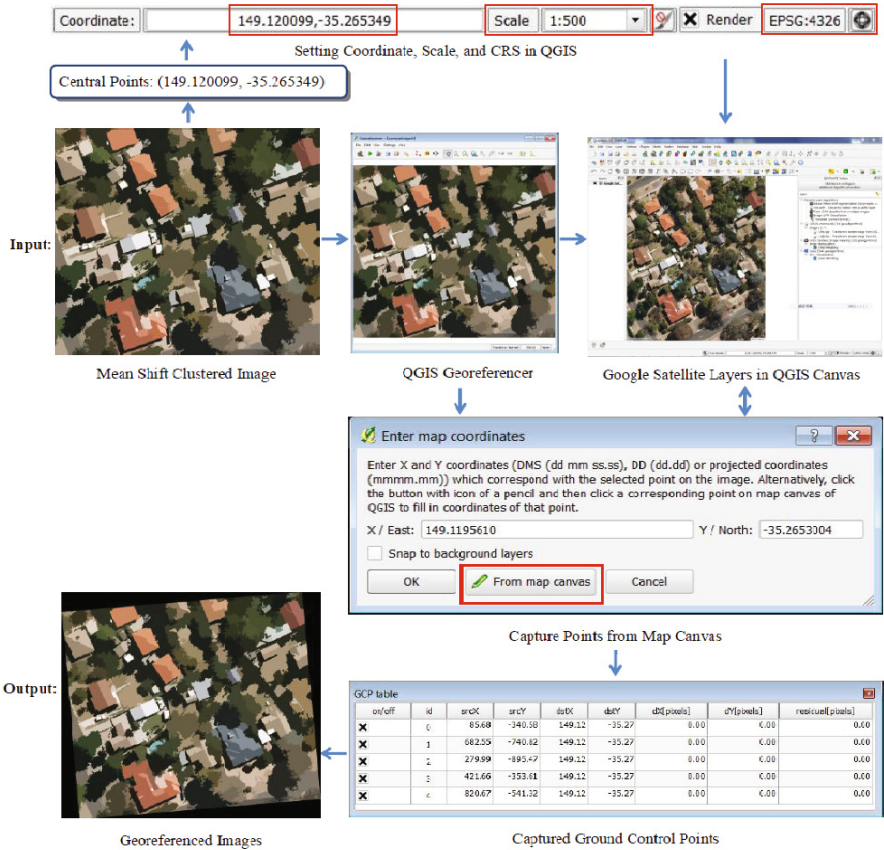 Coordinate: 149.120099,-35.265349 Scale 1:500 Render EPSG:4326
Setting Coordinate, Scale, and CRS in QGIS
Central Points: (149.120099, -35.265349)
Input:
Mean Shift Clustered Image
QGIS Georeferencer
Google Satellite Layers in QGIS Canvas
Enter map coordinates
Enter X and Y coordinates (DMS (dd mm ss.ss), DD (dd.dd) or projected coordinates
(mmmm.mm)) which correspond with the selected point on the image. Alternatively, click
the button with icon of a pencil and then click a corresponding point on map canvas of
QGIS to fill in coordinates of that point.
X / East: 149.1195610 Y / North: -35.2653004
Snap to background layers
OK From map canvas Cancel
Capture Points from Map Canvas
Output:
GCP table
on/off id srcX srcY dstX dstY dX[pixels] dY[pixels] residual[pixels]
0 85.68 -340.58 149.12 -35.27 0.00 0.00 0.00
1 682.55 -740.82 149.12 -35.27 0.00 0.00 0.00
2 279.99 -895.47 149.12 -35.27 0.00 0.00 0.00
3 421.66 -353.61 149.12 -35.27 0.00 0.00 0.00
4 820.67 -541.32 149.12 -35.27 0.00 0.00 0.00
Georeferenced Images
Captured Ground Control Points